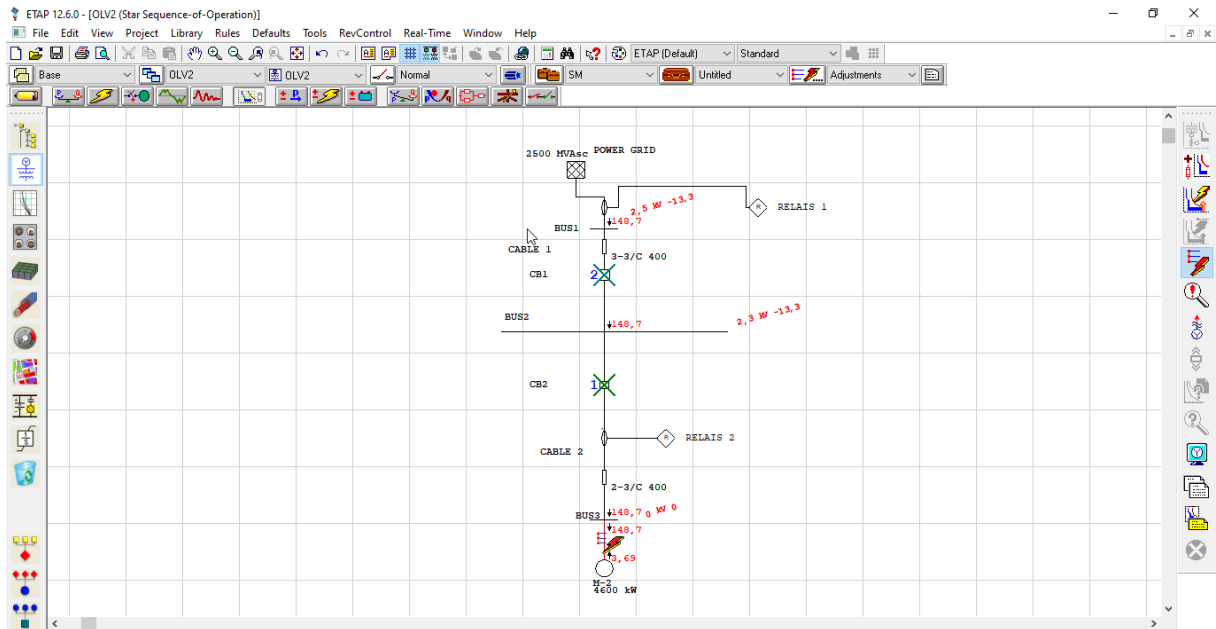 ETAP 12.6.0 - [OLV2 (Star Sequence-of-Operation)]
File Edit View Project Library Rules Defaults Tools RevControl Real-Time Window Help
ETAP (Default) Standard
Base OLV2 OLV2 Normal SM Untitled Adjustments
2500 MVAsc POWER GRID
2,5 kV -13,3
RELAIS 1
148,7
BUS1
CABLE 1
3-3/C 400
CB1 2
BUS2 148,7 2,3 kV -13,3
CB2 1
RELAIS 2
CABLE 2
2-3/C 400
BUS3 148,7 0 kV 0
148,7
3,69
M-2
4600 kW